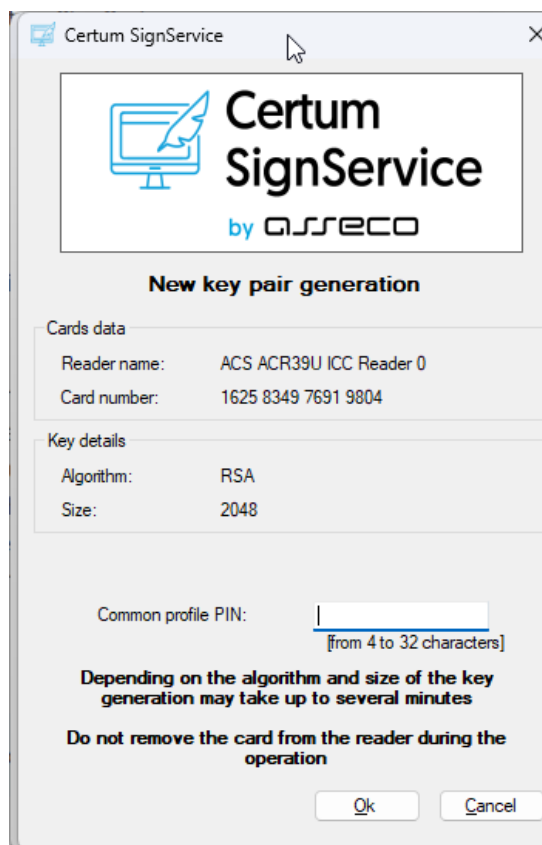 Certum SignService
Certum
SignService
by asseco
New key pair generation
Cards data
Reader name: ACS ACR39U ICC Reader 0
Card number: 1625 8349 7691 9804
Key details
Algorithm: RSA
Size: 2048
Common profile PIN:
[from 4 to 32 characters]
Depending on the algorithm and size of the key
generation may take up to several minutes
Do not remove the card from the reader during the
operation
Ok Cancel